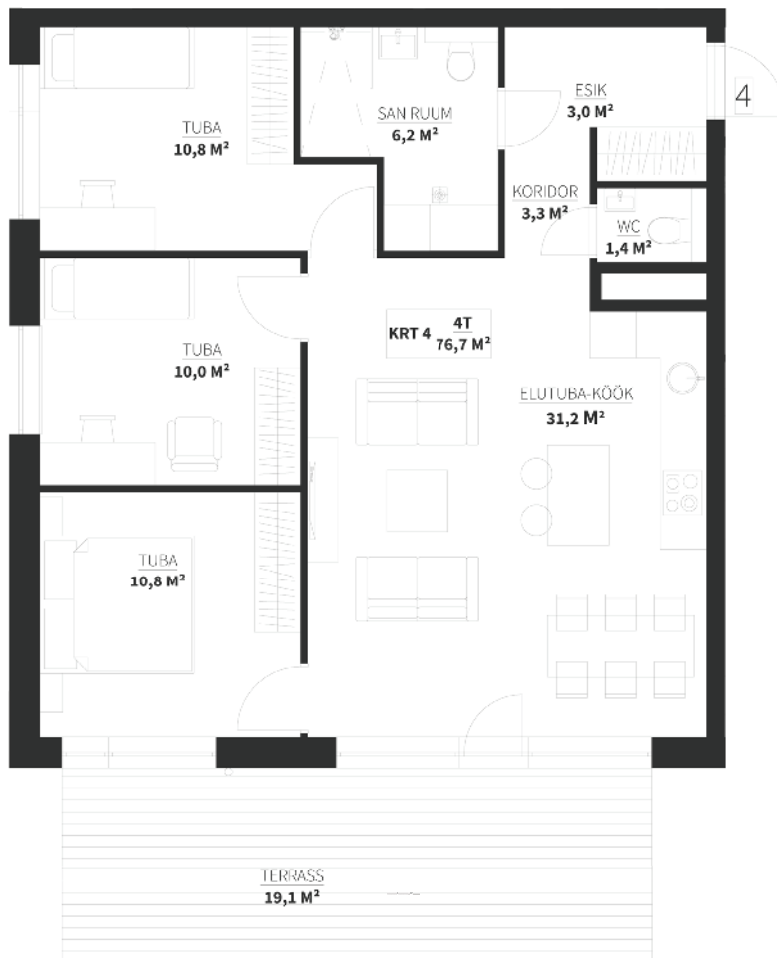 TUBA
10,8 M²
SAN RUUM
6,2 M²
ESIK
3,0 M²
4
KORIDOR
3,3 M²
WC
1,4 M²
TUBA
10,0 M²
KRT 4
4T
76,7 M²
ELUTUBA-KÖÖK
31,2 M²
TUBA
10,8 M²
TERRASS
19,1 M²